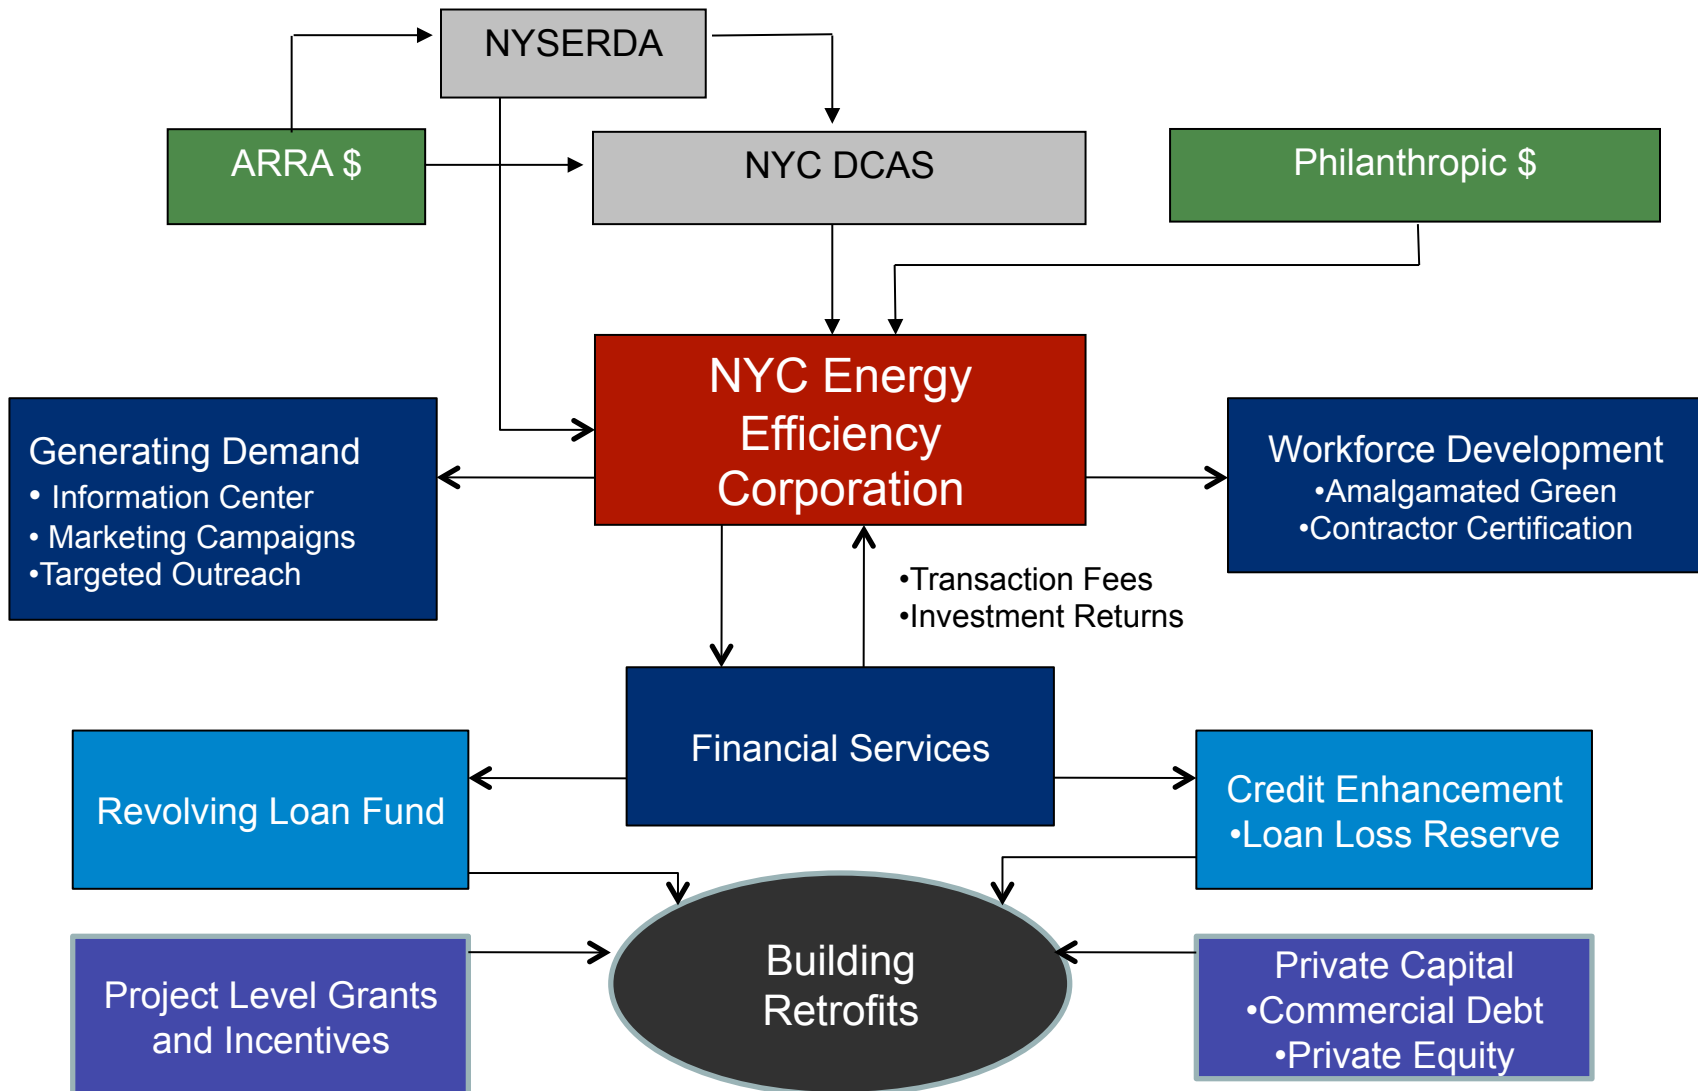 NYSERDA
ARRA $
NYC DCAS
Philanthropic $
NYC Energy
Efficiency
Corporation
Generating Demand
• Information Center
• Marketing Campaigns
•Targeted Outreach
Workforce Development
•Amalgamated Green
•Contractor Certification
•Transaction Fees
•Investment Returns
Financial Services
Revolving Loan Fund
Credit Enhancement
•Loan Loss Reserve
Building
Retrofits
Project Level Grants
and Incentives
Private Capital
•Commercial Debt
•Private Equity